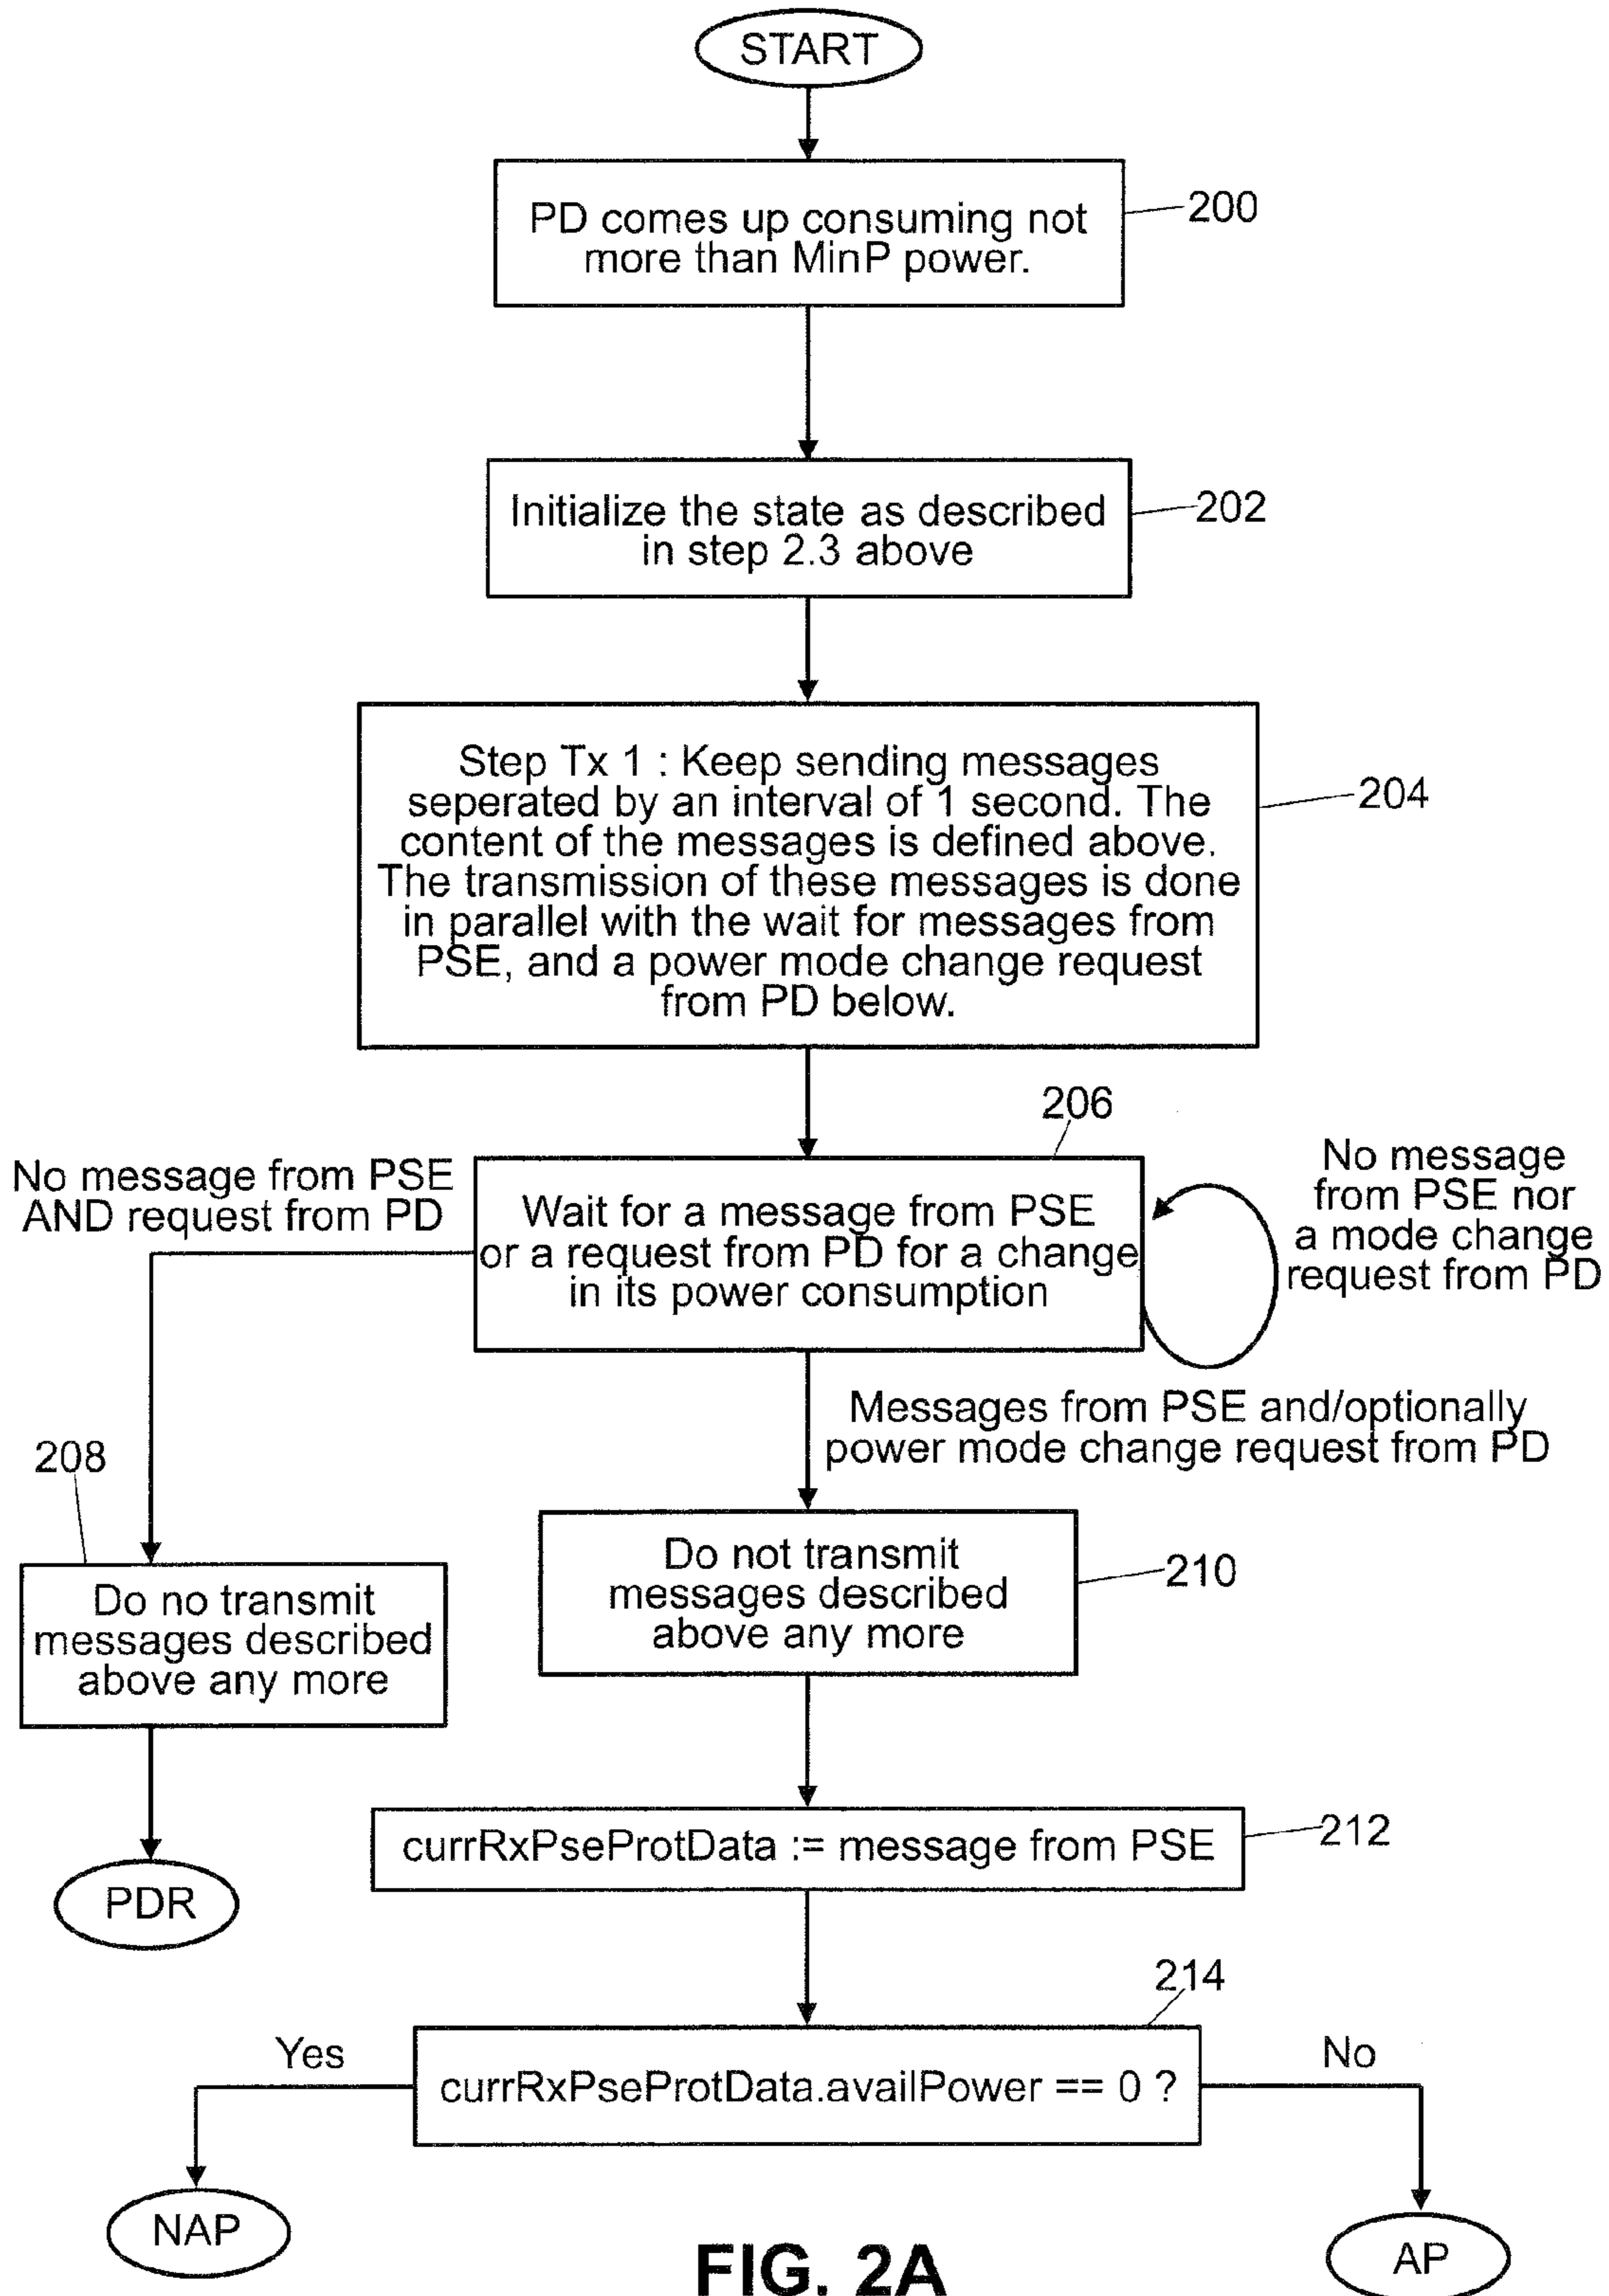 START
PD comes up consuming not
more than MinP power.
200
Initialize the state as described
in step 2.3 above
202
Step Tx 1 : Keep sending messages
seperated by an interval of 1 second. The
content of the messages is defined above.
The transmission of these messages is done
in parallel with the wait for messages from
PSE, and a power mode change request
from PD below.
204
206
No message from PSE
AND request from PD
Wait for a message from PSE
or a request from PD for a change
in its power consumption
No message
from PSE nor
a mode change
request from PD
Messages from PSE and/optionally
power mode change request from PD
208
Do no transmit
messages described
above any more
Do not transmit
messages described
above any more
210
PDR
currRxPseProtData := message from PSE
212
214
Yes
currRxPseProtData.availPower == 0 ?
No
NAP
AP
FIG. 2A